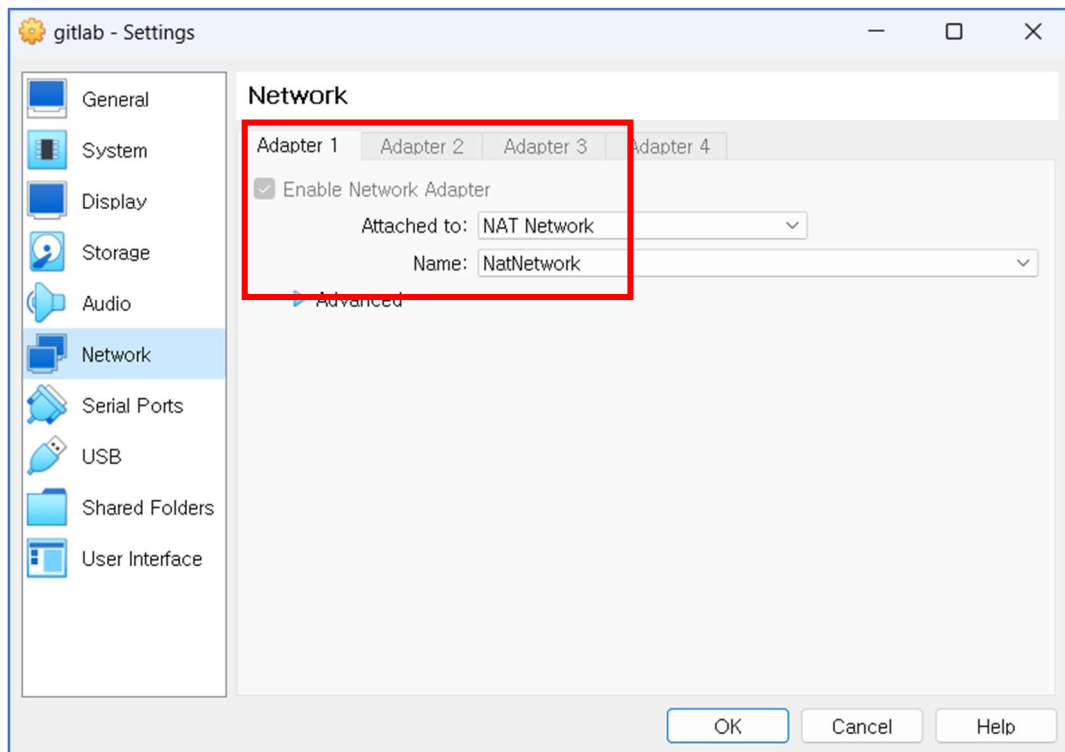 gitlab - Settings
General
System
Display
Storage
Audio
Network
Serial Ports
USB
Shared Folders
User Interface
Network
Adapter 1 Adapter 2 Adapter 3 Adapter 4
Enable Network Adapter
Attached to: NAT Network
Name: NatNetwork
Advanced
OK Cancel Help